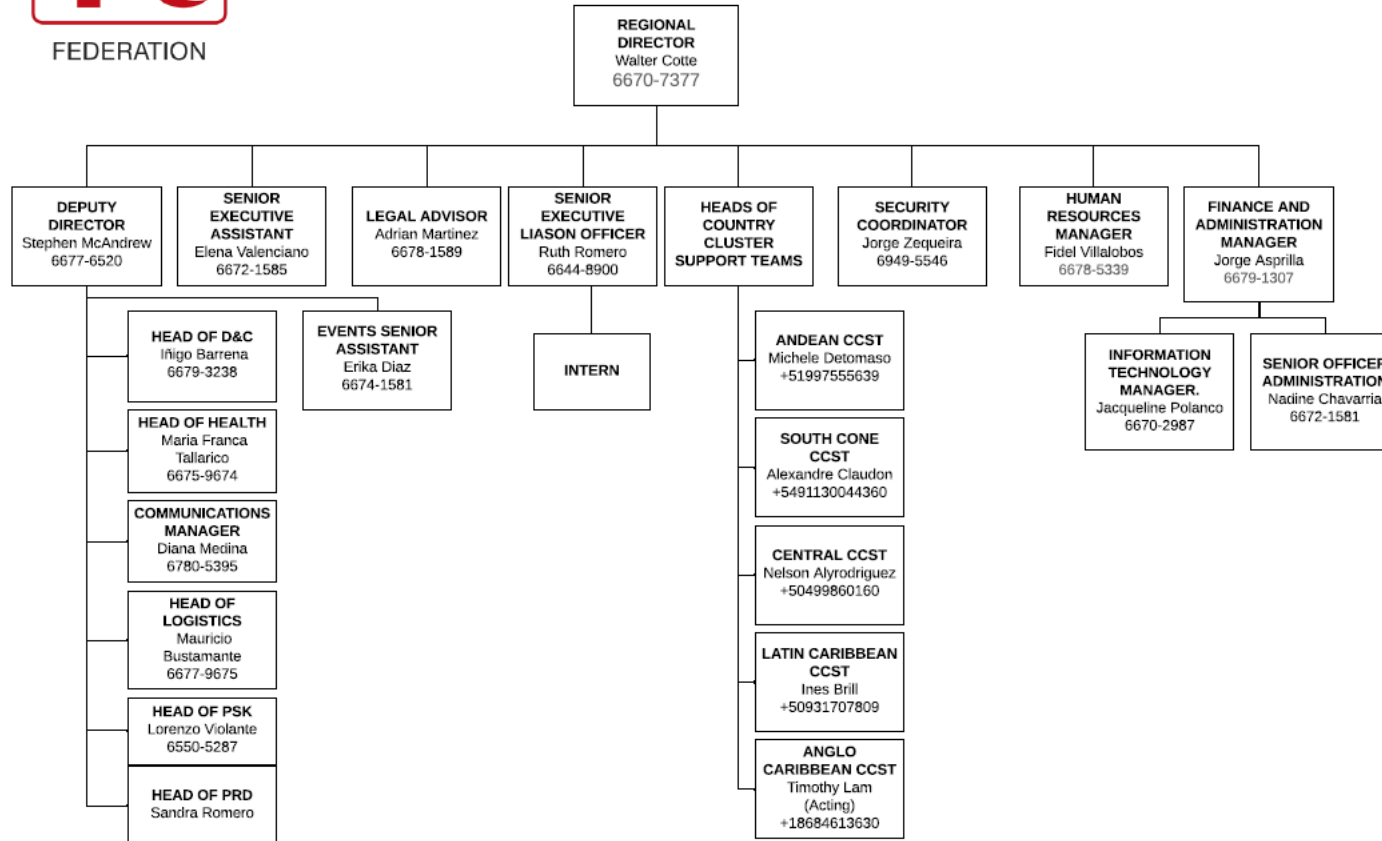 FEDERATION
REGIONAL
DIRECTOR
Walter Cotte
6670-7377
DEPUTY
DIRECTOR
Stephen McAndrew
6677-6520
SENIOR
EXECUTIVE
ASSISTANT
Elena Valenciano
6672-1585
LEGAL ADVISOR
Adrian Martinez
6678-1589
SENIOR
EXECUTIVE
LIASON OFFICER
Ruth Romero
6644-8900
HEADS OF
COUNTRY
CLUSTER
SUPPORT TEAMS
SECURITY
COORDINATOR
Jorge Zequeira
6949-5546
HUMAN
RESOURCES
MANAGER
Fidel Villalobos
6678-5339
FINANCE AND
ADMINISTRATION
MANAGER
Jorge Asprilla
6679-1307
HEAD OF D&C
Iñigo Barrena
6679-3238
EVENTS SENIOR
ASSISTANT
Erika Diaz
6674-1581
INTERN
ANDEAN CCST
Michele Detomaso
+51997555639
INFORMATION
TECHNOLOGY
MANAGER.
Jacqueline Polanco
6670-2987
SENIOR OFFICER
ADMINISTRATION
Nadine Chavarria
6672-1581
HEAD OF HEALTH
Maria Franca
Tallarico
6675-9674
SOUTH CONE
CCST
Alexandre Claudon
+5491130044360
COMMUNICATIONS
MANAGER
Diana Medina
6780-5395
CENTRAL CCST
Nelson Alyrodriguez
+50499860160
HEAD OF
LOGISTICS
Mauricio
Bustamante
6677-9675
LATIN CARIBBEAN
CCST
Ines Brill
+50931707809
HEAD OF PSK
Lorenzo Violante
6550-5287
ANGLO
CARIBBEAN CCST
Timothy Lam
(Acting)
+18684613630
HEAD OF PRD
Sandra Romero